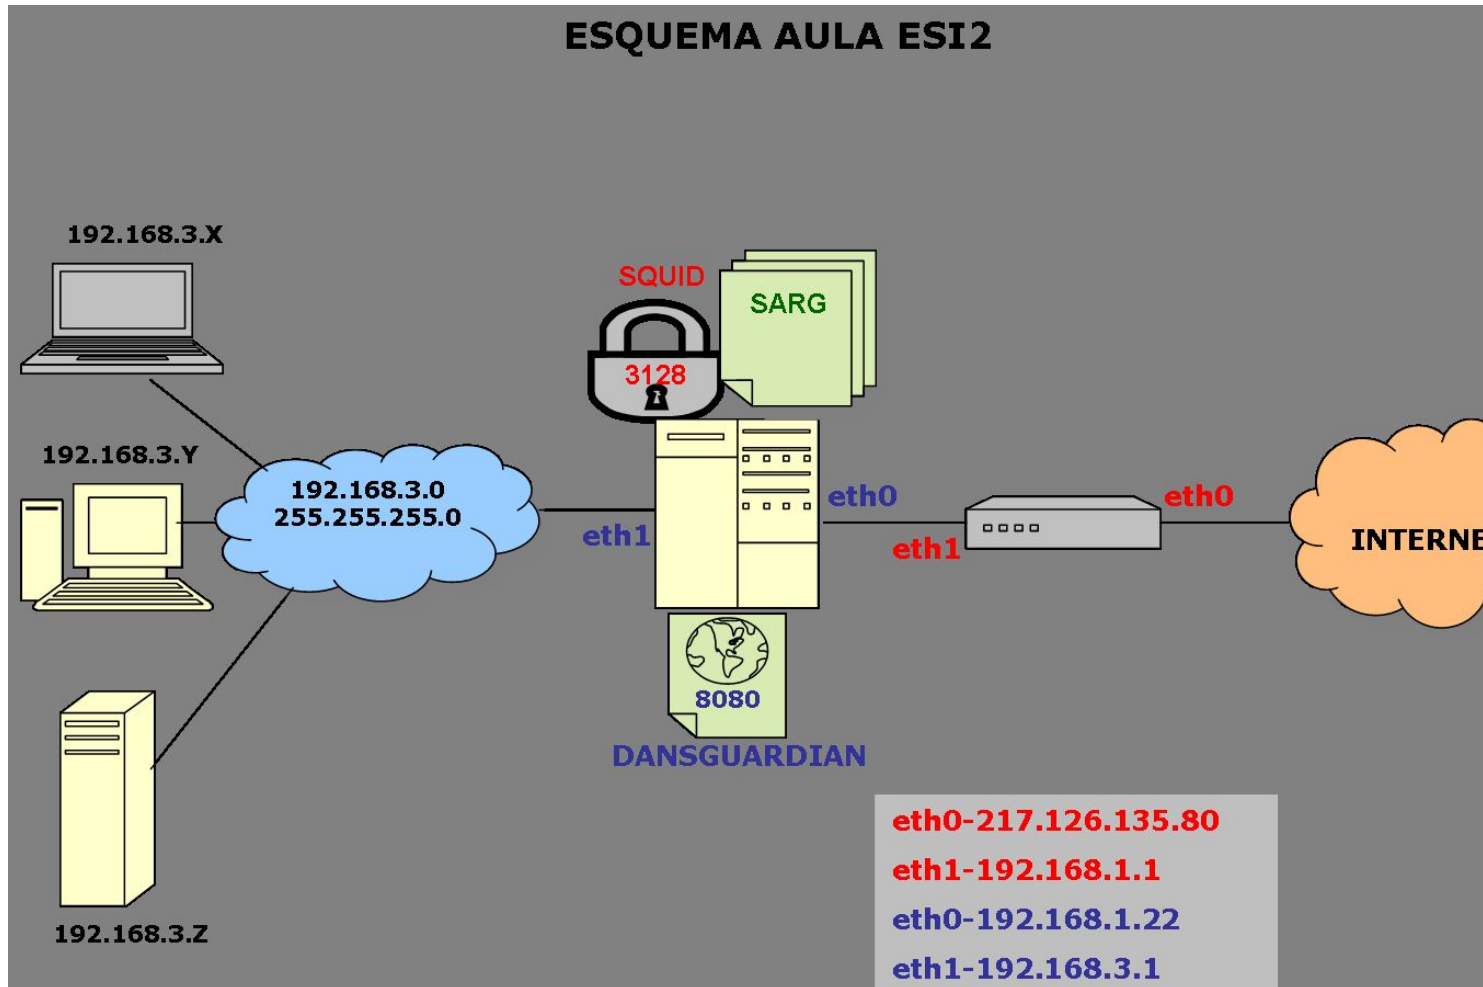 ESQUEMA AULA ESI2
192.168.3.X
SQUID
SARG
3128
192.168.3.Y
192.168.3.0
255.255.255.0
eth1
eth0
eth1
eth0
INTERNE
8080
DANSGUARDIAN
192.168.3.Z
eth0-217.126.135.80
eth1-192.168.1.1
eth0-192.168.1.22
eth1-192.168.3.1